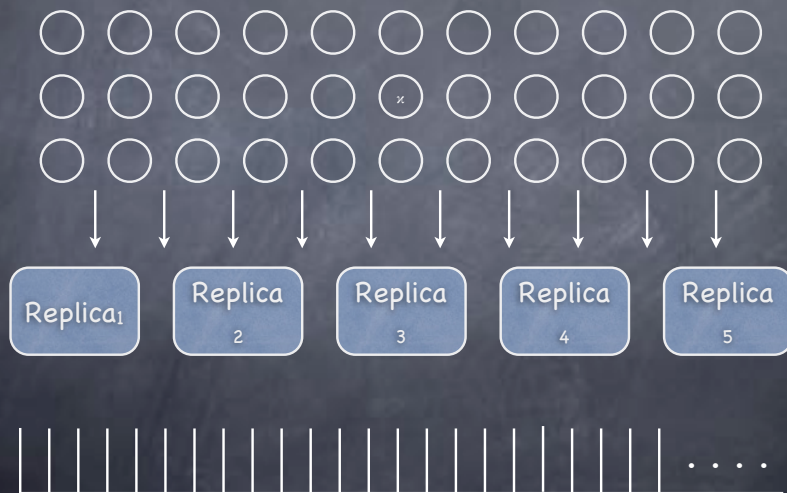 x
Replica1
Replica
2
Replica
3
Replica
4
Replica
5
. . . .